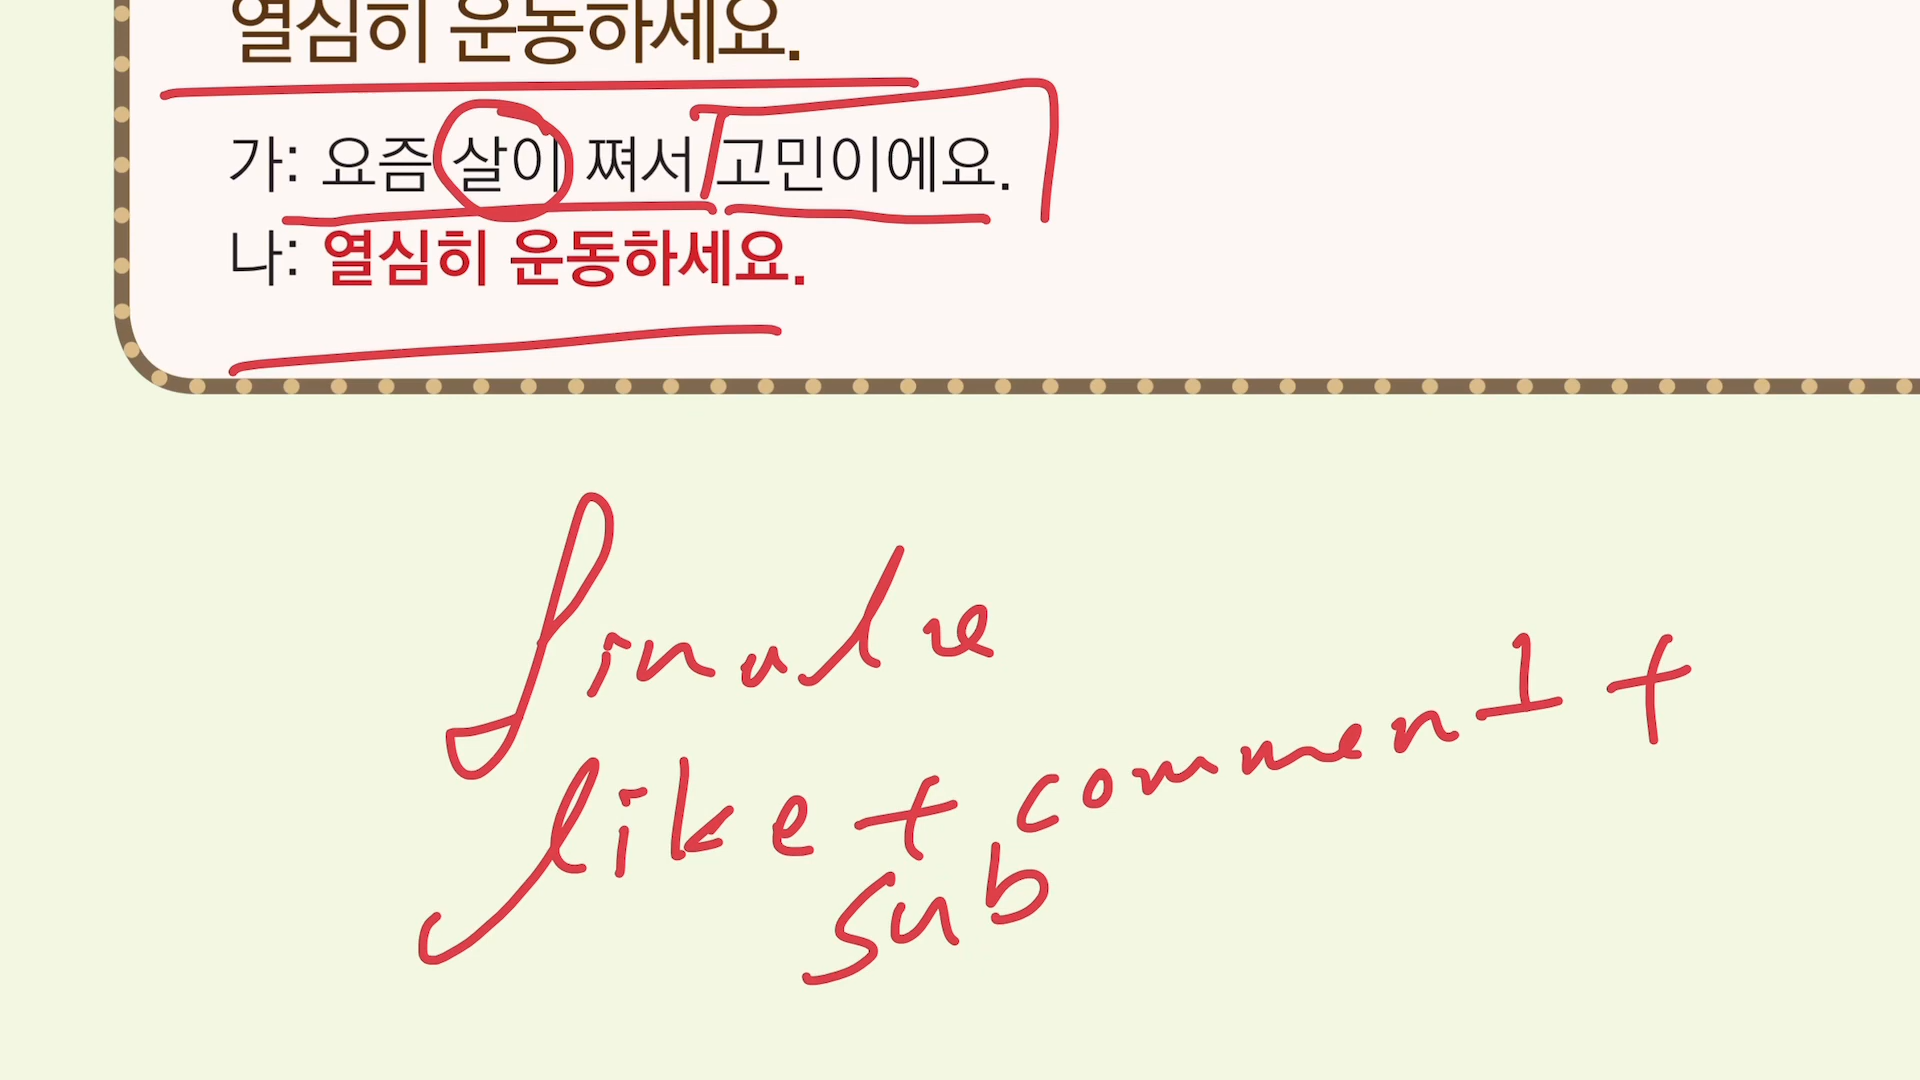 열심히 운동하세요.
가: 요즘 살이 쪄서 고민이에요.
나: 열심히 운동하세요.
finale
like + comment +
sub